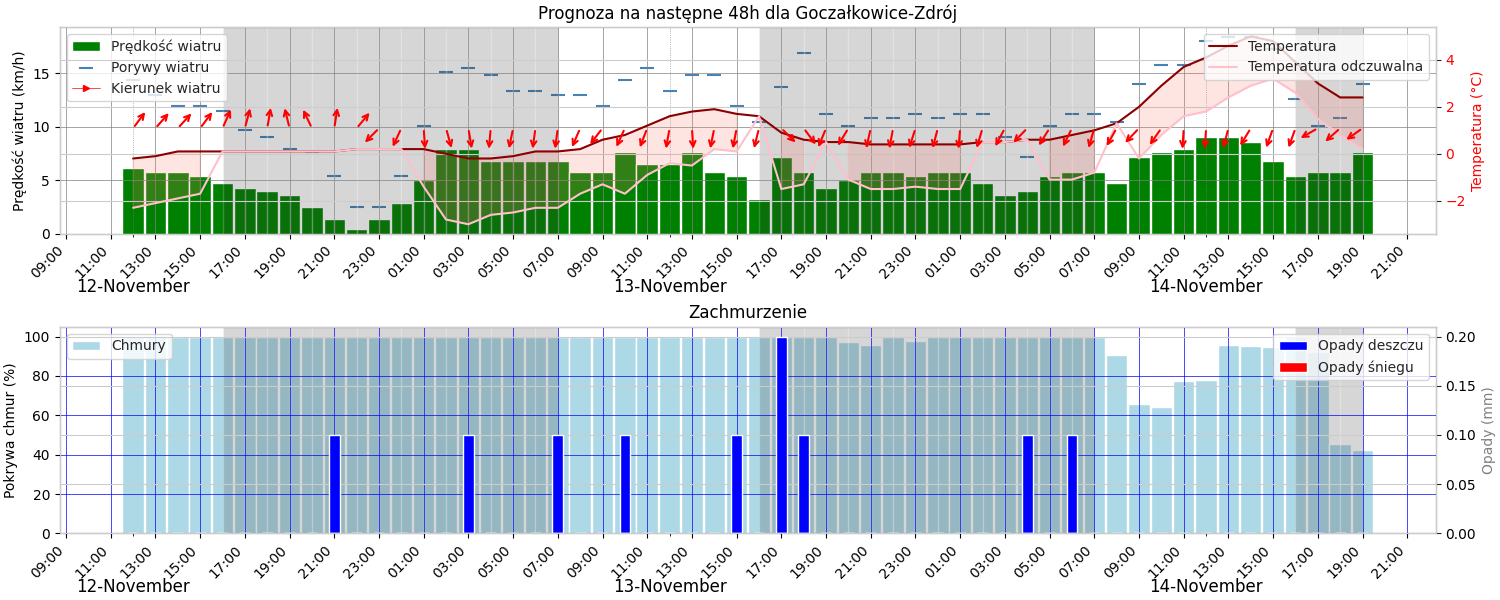 Prognoza na następne 48h dla Goczałkowice-Zdrój
Prędkość wiatru (km/h)
15
10
5
0
Prędkość wiatru
Porywy wiatru
Kierunek wiatru
Temperatura
Temperatura odczuwalna
4
2
0
−2
Temperatura (°C)
09:00 11:00 13:00 15:00 17:00 19:00 21:00 23:00 01:00 03:00 05:00 07:00 09:00 11:00 13:00 15:00 17:00 19:00 21:00 23:00 01:00 03:00 05:00 07:00 09:00 11:00 13:00 15:00 17:00 19:00 21:00
12-November 13-November 14-November
Zachmurzenie
Pokrywa chmur (%)
100
80
60
40
20
0
Chmury
Opady deszczu
Opady śniegu
0.20
0.15
0.10
0.05
0.00
Opady (mm)
09:00 11:00 13:00 15:00 17:00 19:00 21:00 23:00 01:00 03:00 05:00 07:00 09:00 11:00 13:00 15:00 17:00 19:00 21:00 23:00 01:00 03:00 05:00 07:00 09:00 11:00 13:00 15:00 17:00 19:00 21:00
12-November 13-November 14-November